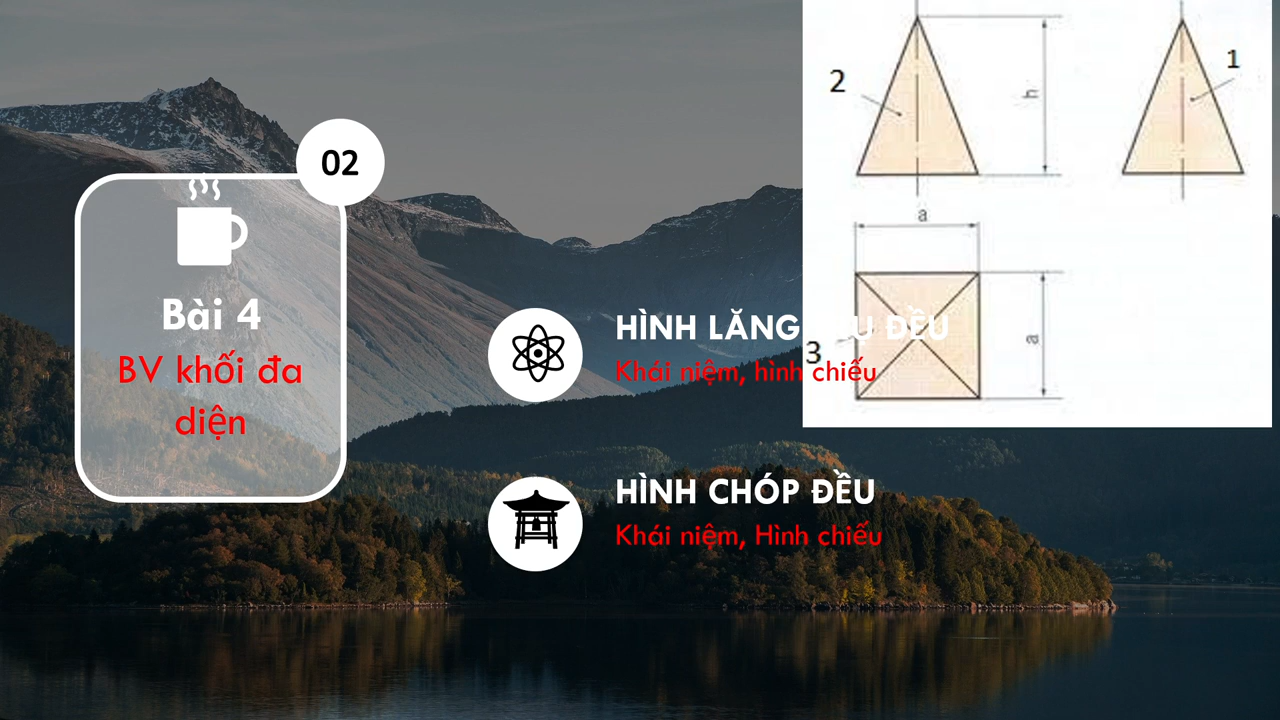 02
Bài 4
BV khối đa
diện
HÌNH LĂNG TRỤ ĐỀU
Khái niệm, hình chiếu
HÌNH CHÓP ĐỀU
Khái niệm, Hình chiếu
2
h
1
a
3
a